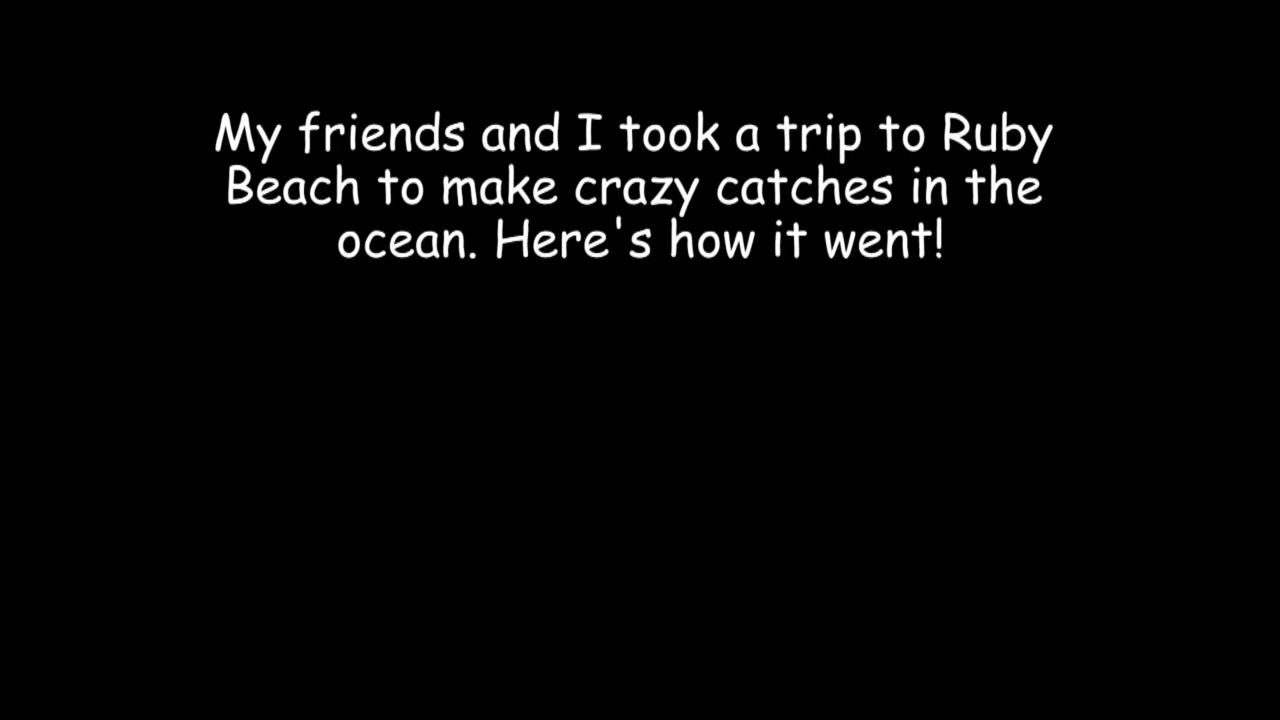 My friends and I took a trip to Ruby
Beach to make crazy catches in the
ocean. Here's how it went!